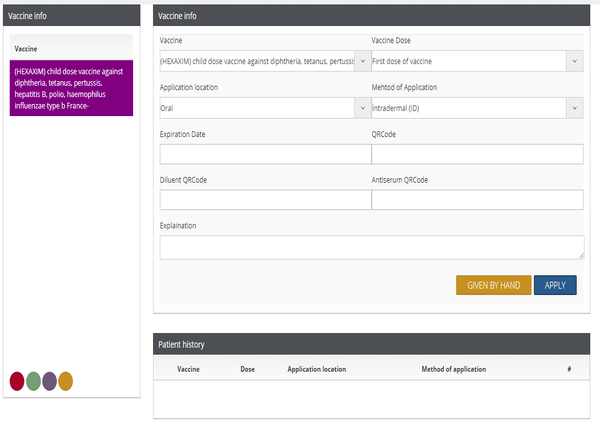 Vaccine info
Vaccine
(HEXAXIM) child dose vaccine against
diphtheria, tetanus, pertussis,
hepatitis B, polio, haemophilus
influenzae type b France-
Vaccine info
Vaccine Vaccine Dose
(HEXAXIM) child dose vaccine against diphtheria, tetanus, pertussis First dose of vaccine
Application location Mehtod of Application
Oral Intradermal (ID)
Expiration Date QRCode
Diluent QRCode Antiserum QRCode
Explaination
GIVEN BY HAND APPLY
Patient history
Vaccine Dose Application location Method of application #